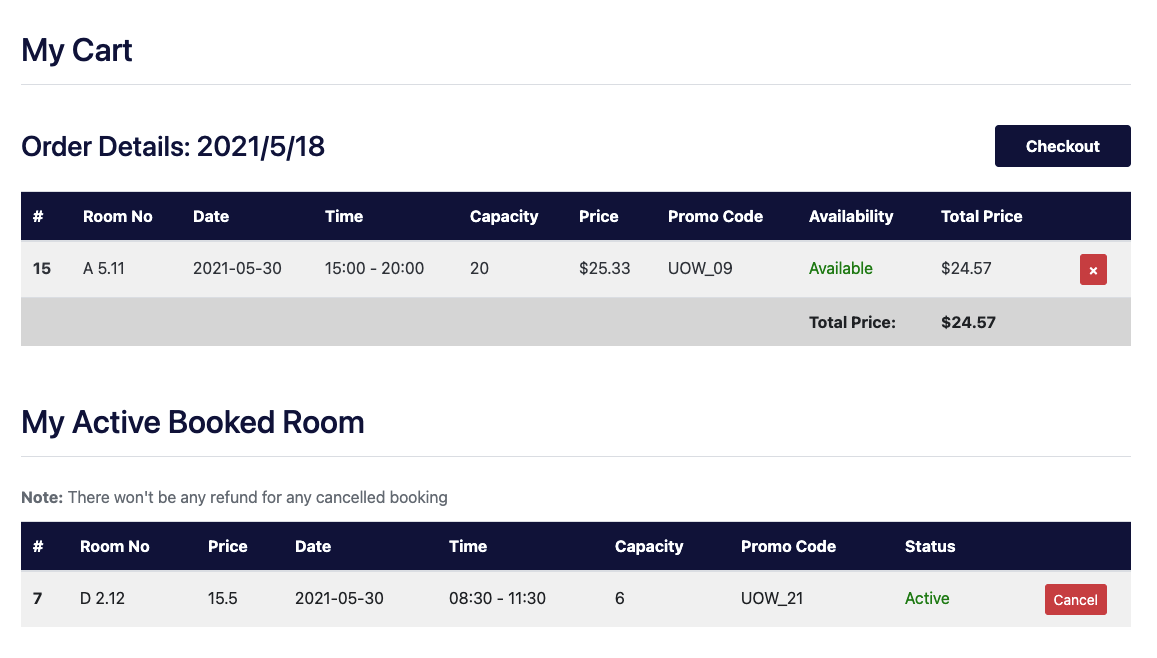 My Cart
Order Details: 2021/5/18 Checkout
# Room No Date Time Capacity Price Promo Code Availability Total Price
15 A 5.11 2021-05-30 15:00 - 20:00 20 $25.33 UOW_09 Available $24.57 ×
Total Price: $24.57
My Active Booked Room
Note: There won't be any refund for any cancelled booking
# Room No Price Date Time Capacity Promo Code Status
7 D 2.12 15.5 2021-05-30 08:30 - 11:30 6 UOW_21 Active Cancel